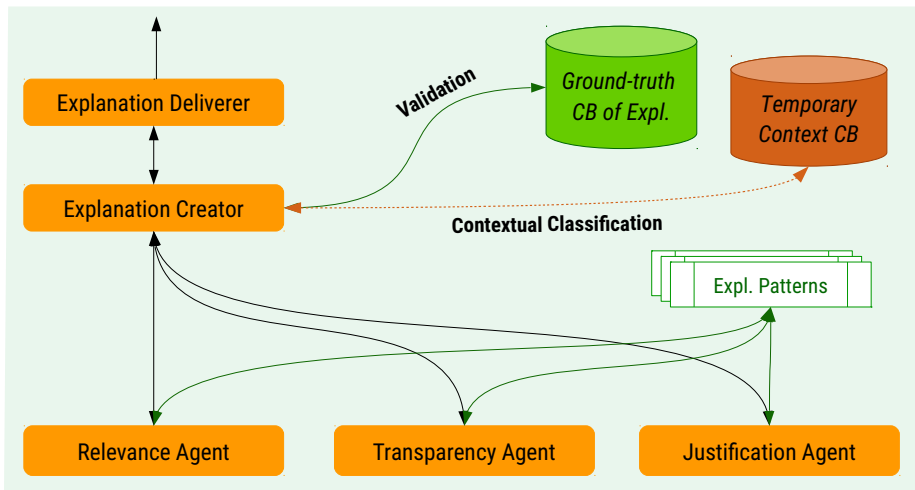 Explanation Deliverer
Validation
Ground-truth
CB of Expl.
Temporary
Context CB
Explanation Creator
Contextual Classification
Expl. Patterns
Relevance Agent
Transparency Agent
Justification Agent